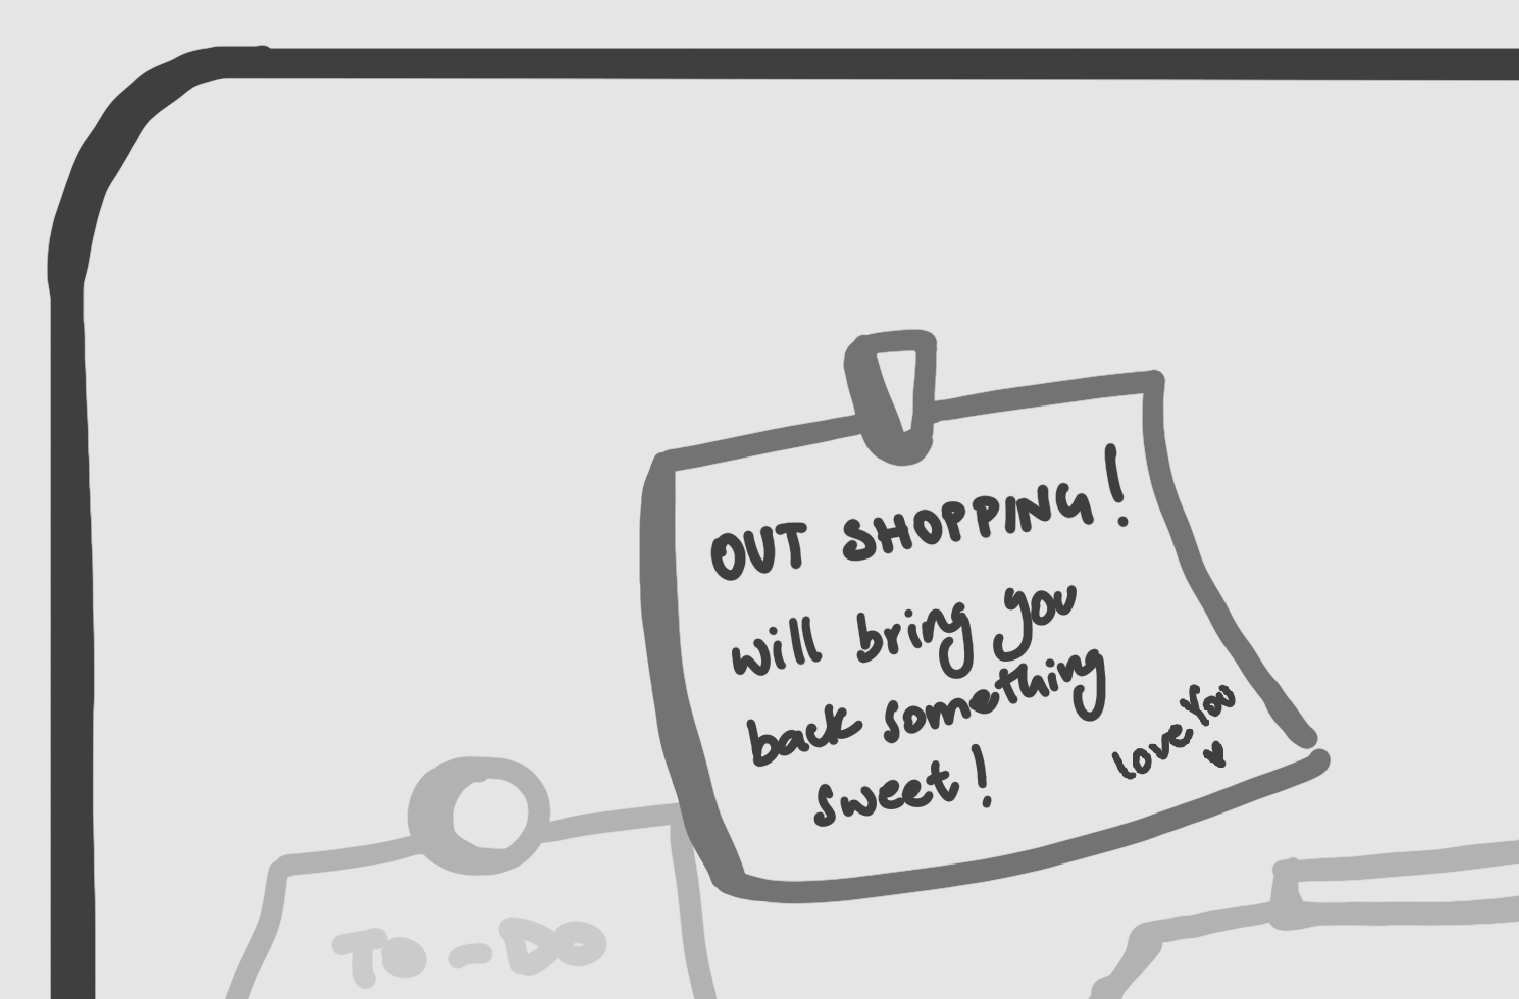 OUT SHOPPING!
will bring you
back something
sweet!
love you
TO-DO